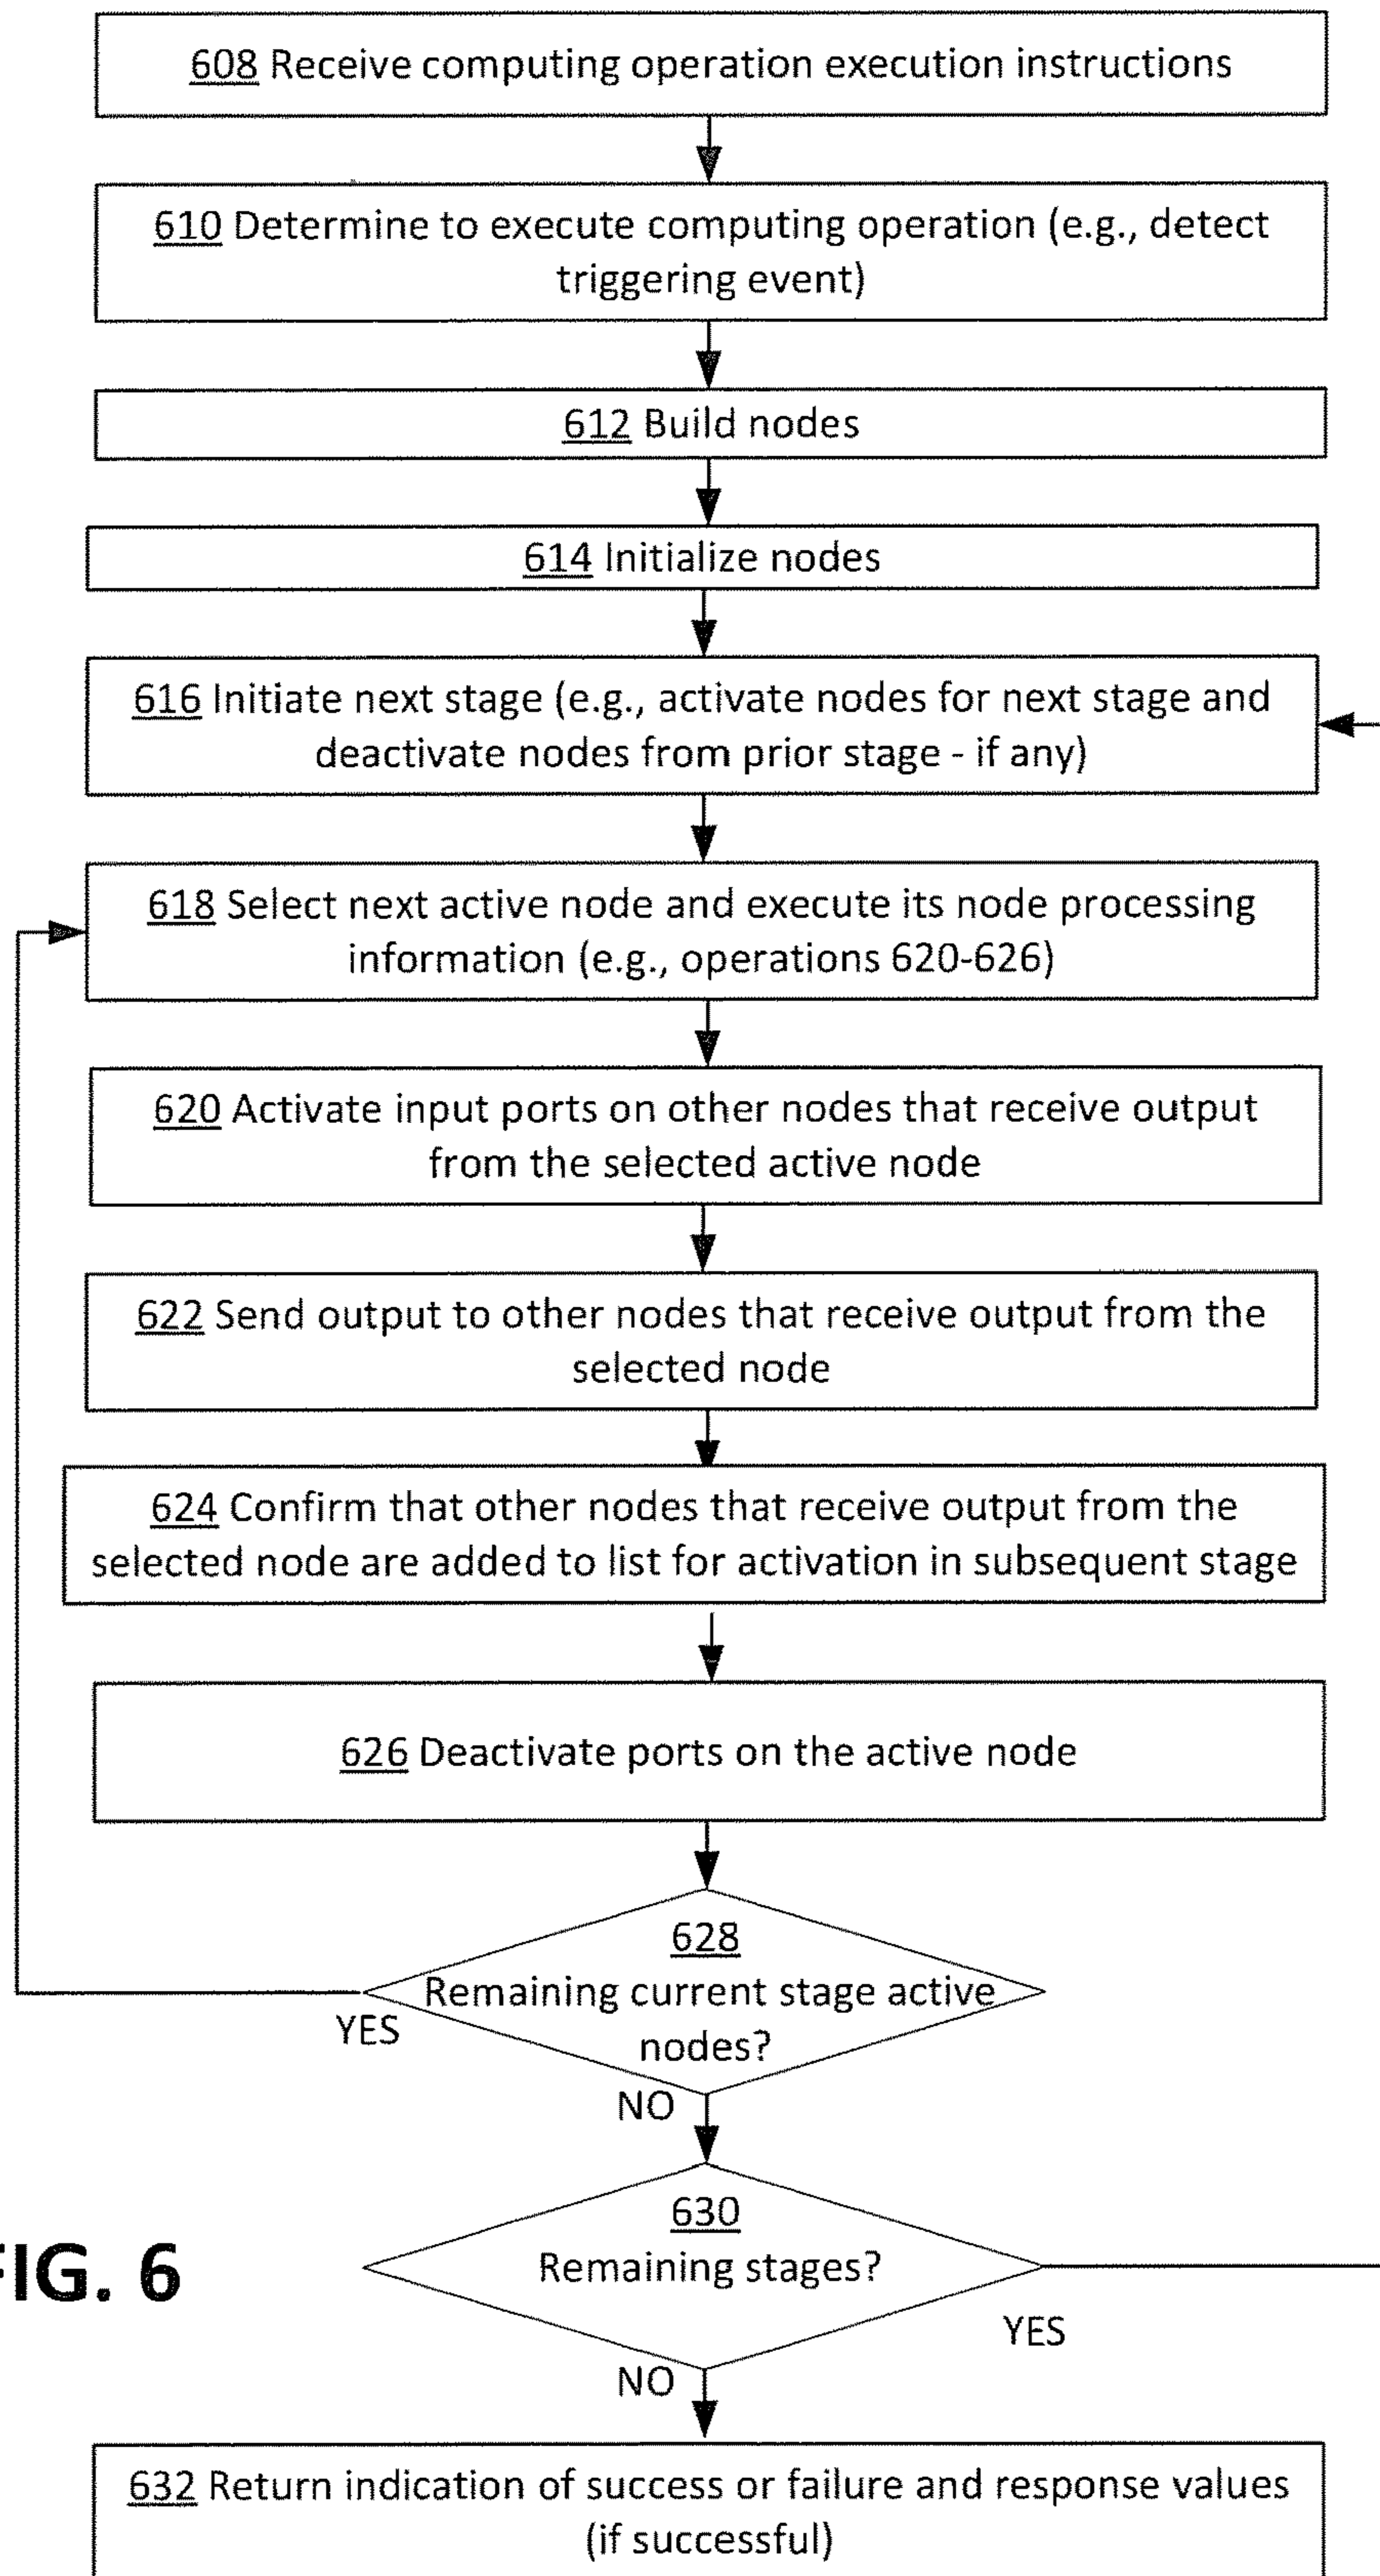 608 Receive computing operation execution instructions
610 Determine to execute computing operation (e.g., detect
triggering event)
612 Build nodes
614 Initialize nodes
616 Initiate next stage (e.g., activate nodes for next stage and
deactivate nodes from prior stage - if any)
618 Select next active node and execute its node processing
information (e.g., operations 620-626)
620 Activate input ports on other nodes that receive output
from the selected active node
622 Send output to other nodes that receive output from the
selected node
624 Confirm that other nodes that receive output from the
selected node are added to list for activation in subsequent stage
626 Deactivate ports on the active node
628
Remaining current stage active
nodes?
YES
NO
630
Remaining stages?
FIG. 6
YES
NO
632 Return indication of success or failure and response values
(if successful)